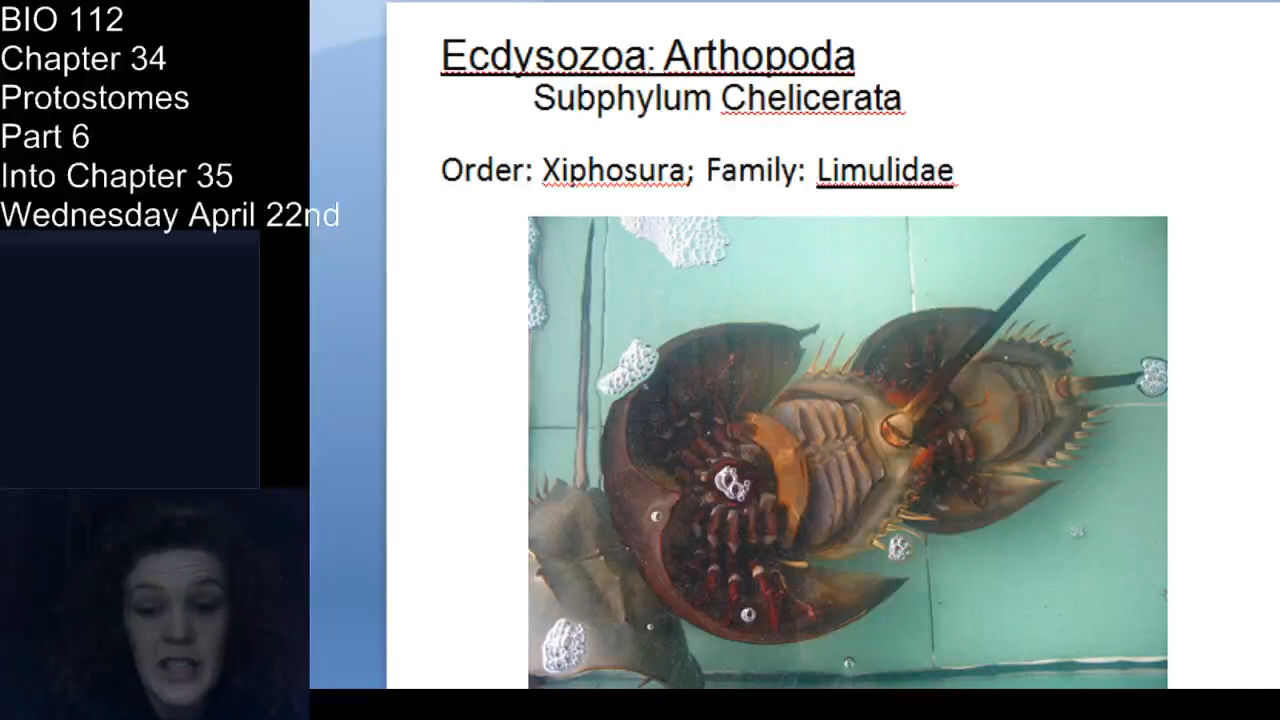 BIO 112
Chapter 34
Protostomes
Part 6
Into Chapter 35
Wednesday April 22nd
Ecdysozoa: Arthopoda
Subphylum Chelicerata
Order: Xiphosura; Family: Limulidae